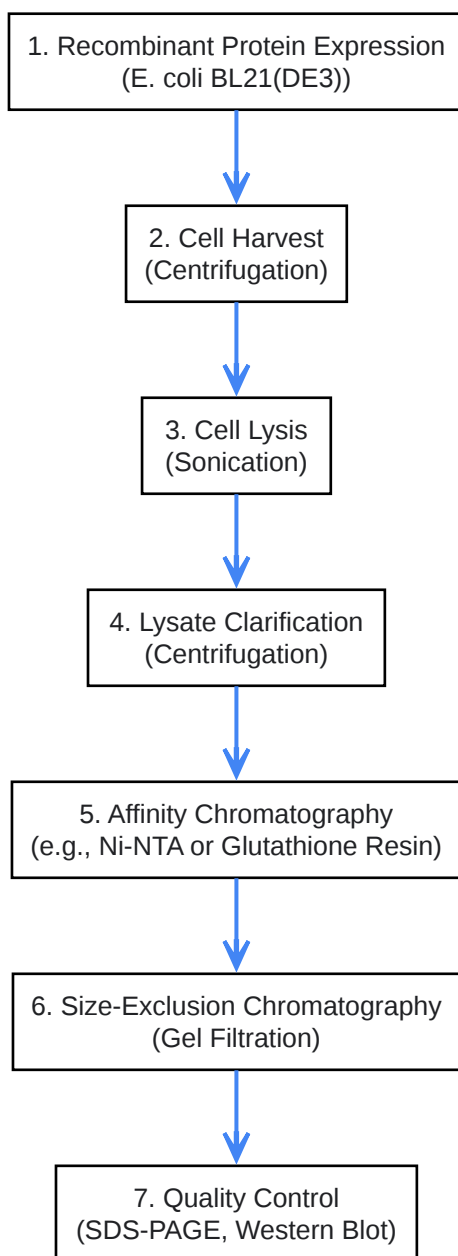 1. Recombinant Protein Expression
(E. coli BL21(DE3))
2. Cell Harvest
(Centrifugation)
3. Cell Lysis
(Sonication)
4. Lysate Clarification
(Centrifugation)
5. Affinity Chromatography
(e.g., Ni-NTA or Glutathione Resin)
6. Size-Exclusion Chromatography
(Gel Filtration)
7. Quality Control
(SDS-PAGE, Western Blot)